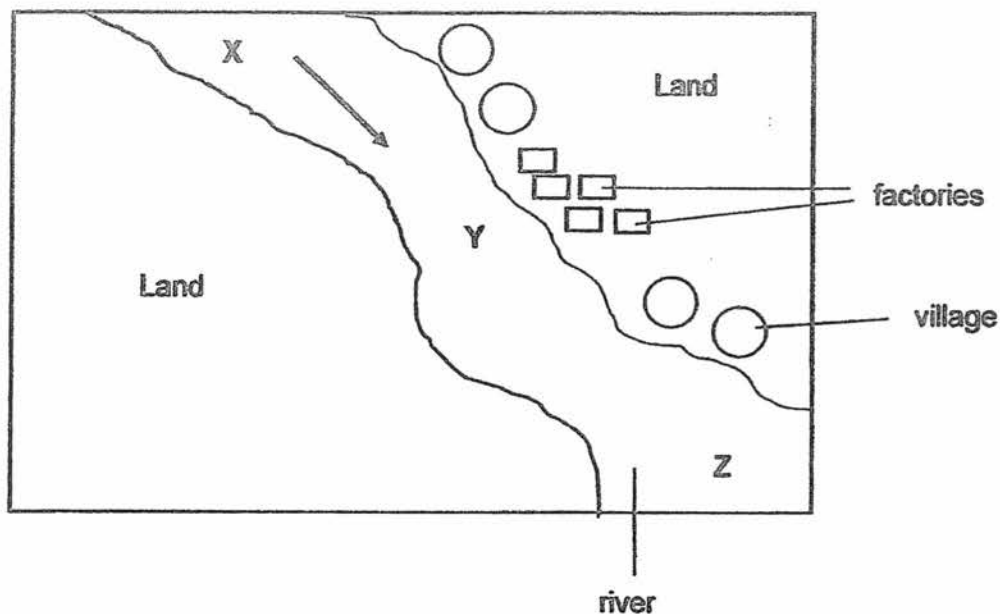 X
Land
factories
Y
Land
village
Z
river